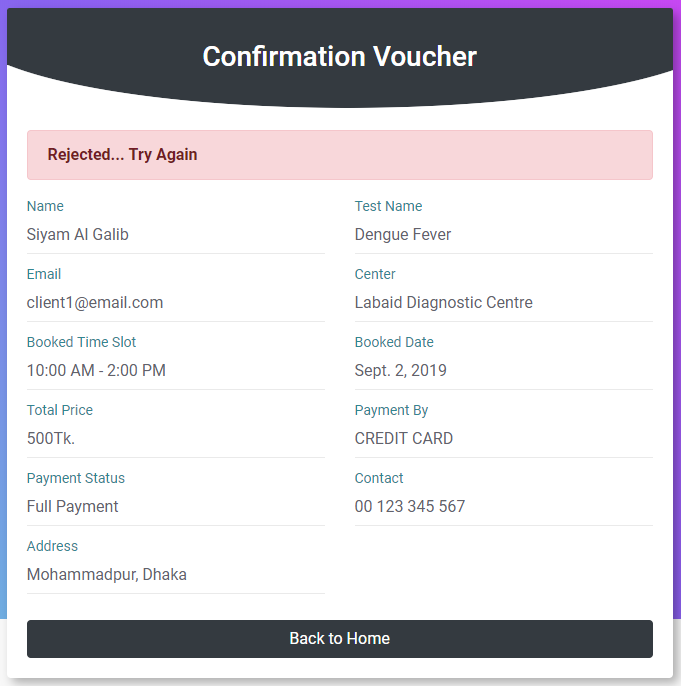 Confirmation Voucher
Rejected... Try Again
Name
Siyam Al Galib
Test Name
Dengue Fever
Email
client1@email.com
Center
Labaid Diagnostic Centre
Booked Time Slot
10:00 AM - 2:00 PM
Booked Date
Sept. 2, 2019
Total Price
500Tk.
Payment By
CREDIT CARD
Payment Status
Full Payment
Contact
00 123 345 567
Address
Mohammadpur, Dhaka
Back to Home